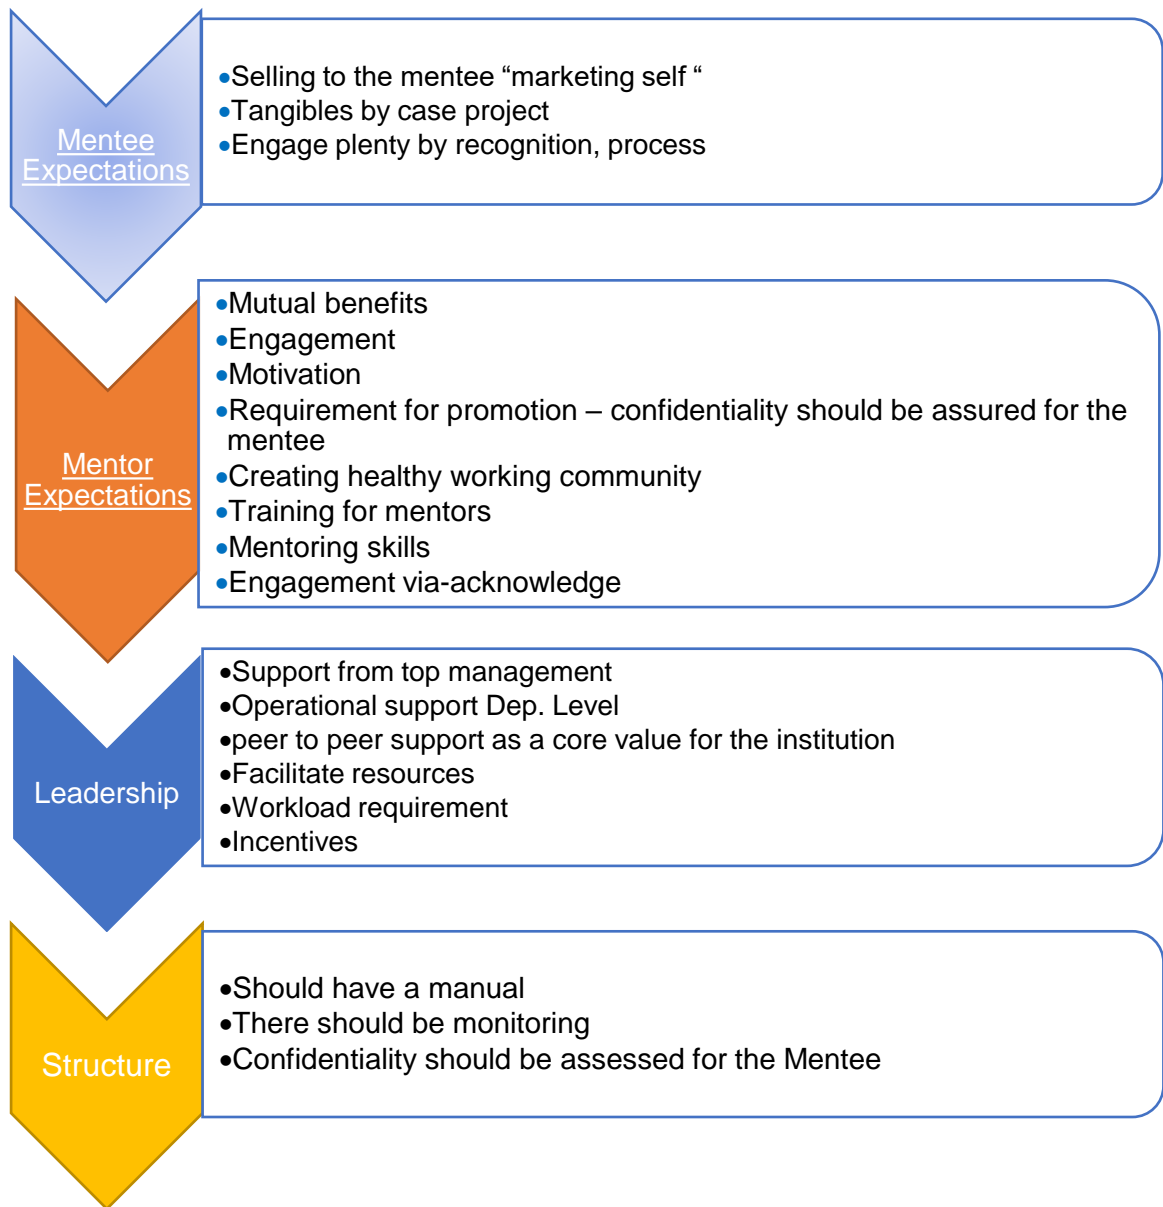 Mentee
Expectations
•Selling to the mentee “marketing self “
•Tangibles by case project
•Engage plenty by recognition, process
Mentor
Expectations
•Mutual benefits
•Engagement
•Motivation
•Requirement for promotion – confidentiality should be assured for the
mentee
•Creating healthy working community
•Training for mentors
•Mentoring skills
•Engagement via-acknowledge
Leadership
•Support from top management
•Operational support Dep. Level
•peer to peer support as a core value for the institution
•Facilitate resources
•Workload requirement
•Incentives
Structure
•Should have a manual
•There should be monitoring
•Confidentiality should be assessed for the Mentee